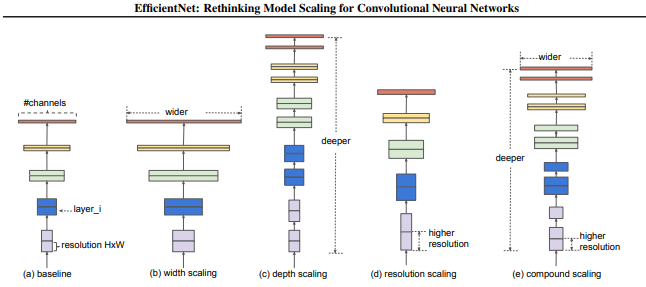 EfficientNet: Rethinking Model Scaling for Convolutional Neural Networks
#channels
layer_i
resolution HxW
(a) baseline
wider
(b) width scaling
deeper
(c) depth scaling
higher
resolution
(d) resolution scaling
wider
deeper
higher
resolution
(e) compound scaling